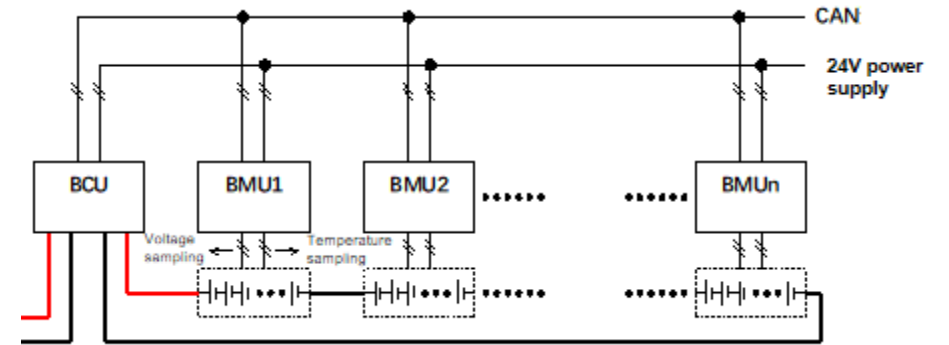 CAN
24V power
supply
BCU
BMU1
BMU2
BMUn
Voltage
sampling
Temperature
sampling